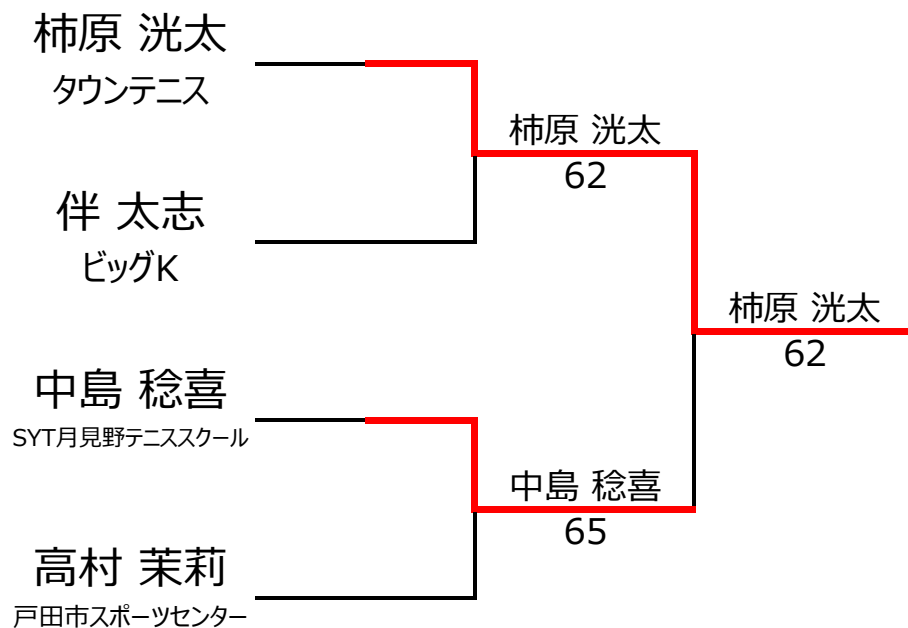 柿原 洸太
タウンテニス
伴 太志
ビッグK
中島 稔喜
SYT月見野テニススクール
高村 茉莉
戸田市スポーツセンター
柿原 洸太
62
中島 稔喜
65
柿原 洸太
62